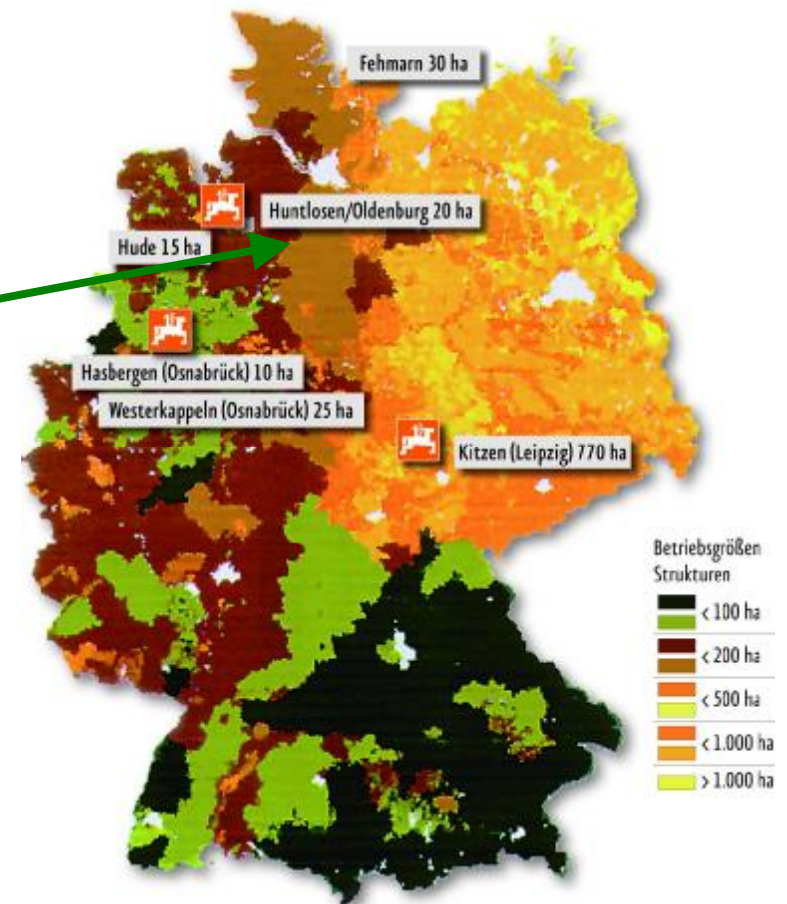 Fehmarn 30 ha
Huntlosen/Oldenburg 20 ha
Hude 15 ha
Hasbergen (Osnabrück) 10 ha
Westerkappeln (Osnabrück) 25 ha
Kitzen (Leipzig) 770 ha
Betriebsgrößen
Strukturen
< 100 ha
< 200 ha
< 500 ha
< 1.000 ha
> 1.000 ha